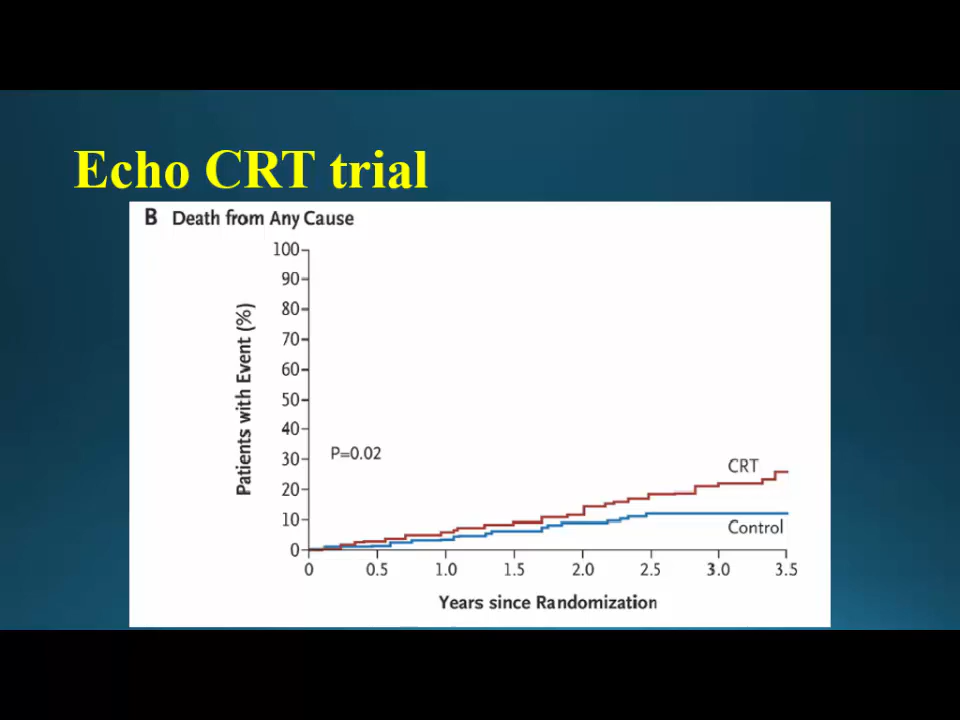 Echo CRT trial
B Death from Any Cause
100
90
80
70
60
50
40
30
20
10
0
Patients with Event (%)
P=0.02
CRT
Control
0 0.5 1.0 1.5 2.0 2.5 3.0 3.5
Years since Randomization